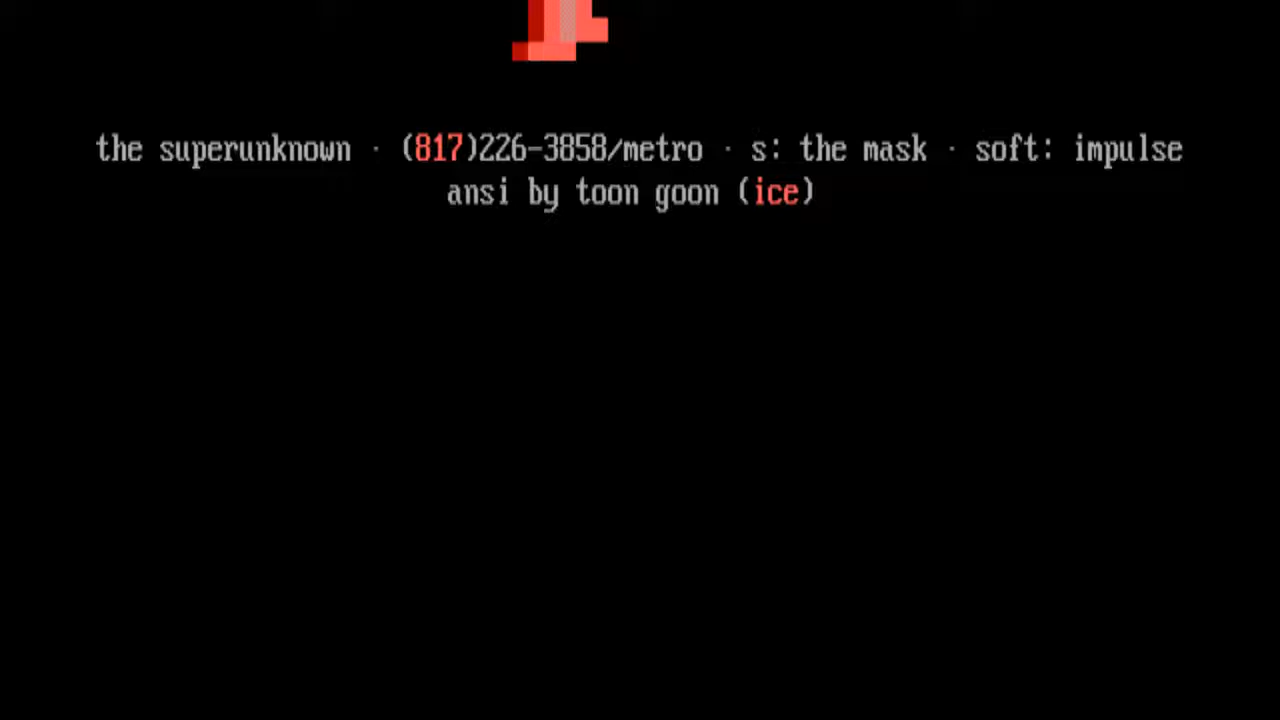 the superunknown · (817)226-3858/metro · s: the mask · soft: impulse
ansi by toon goon (ice)